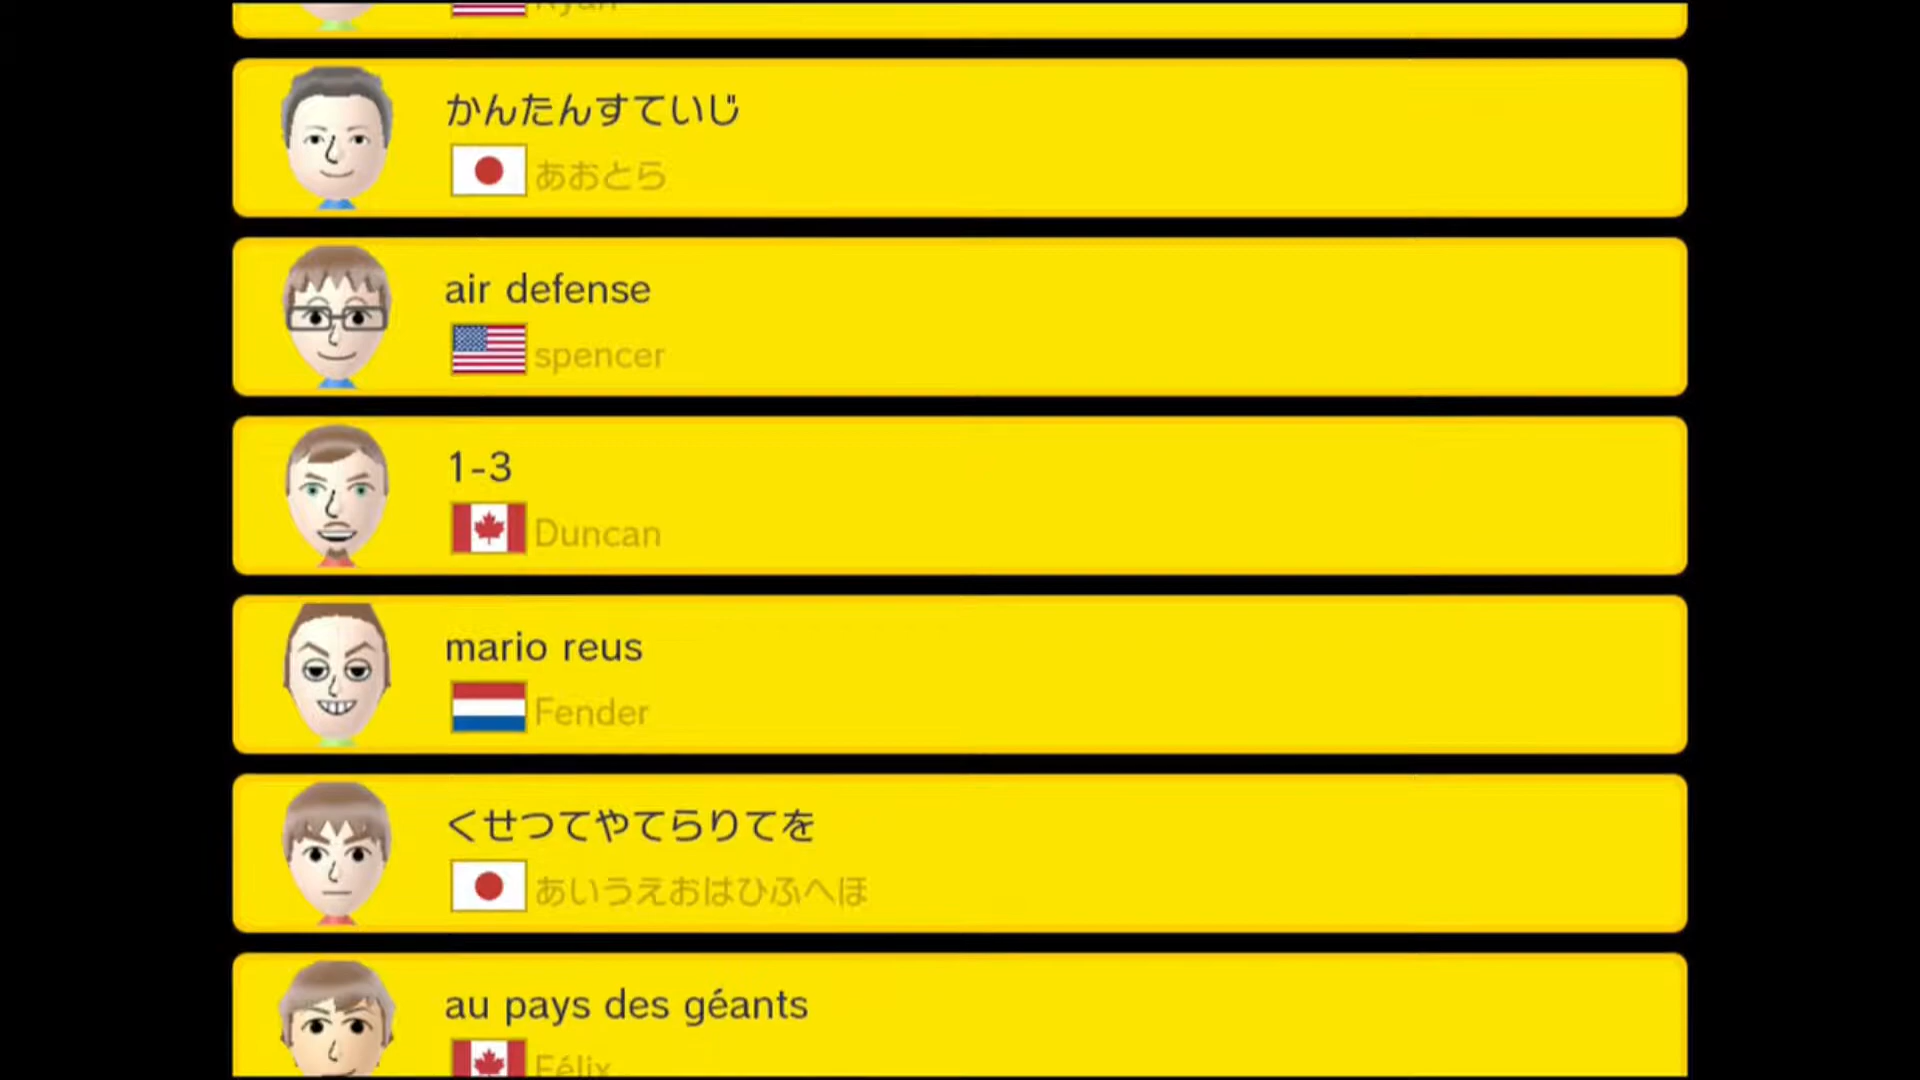 Ryan
かんたんすていじ
あおとら
air defense
spencer
1-3
Duncan
mario reus
Fender
くせつてやてらりてを
あいうえおはひふへほ
au pays des géants
Félix